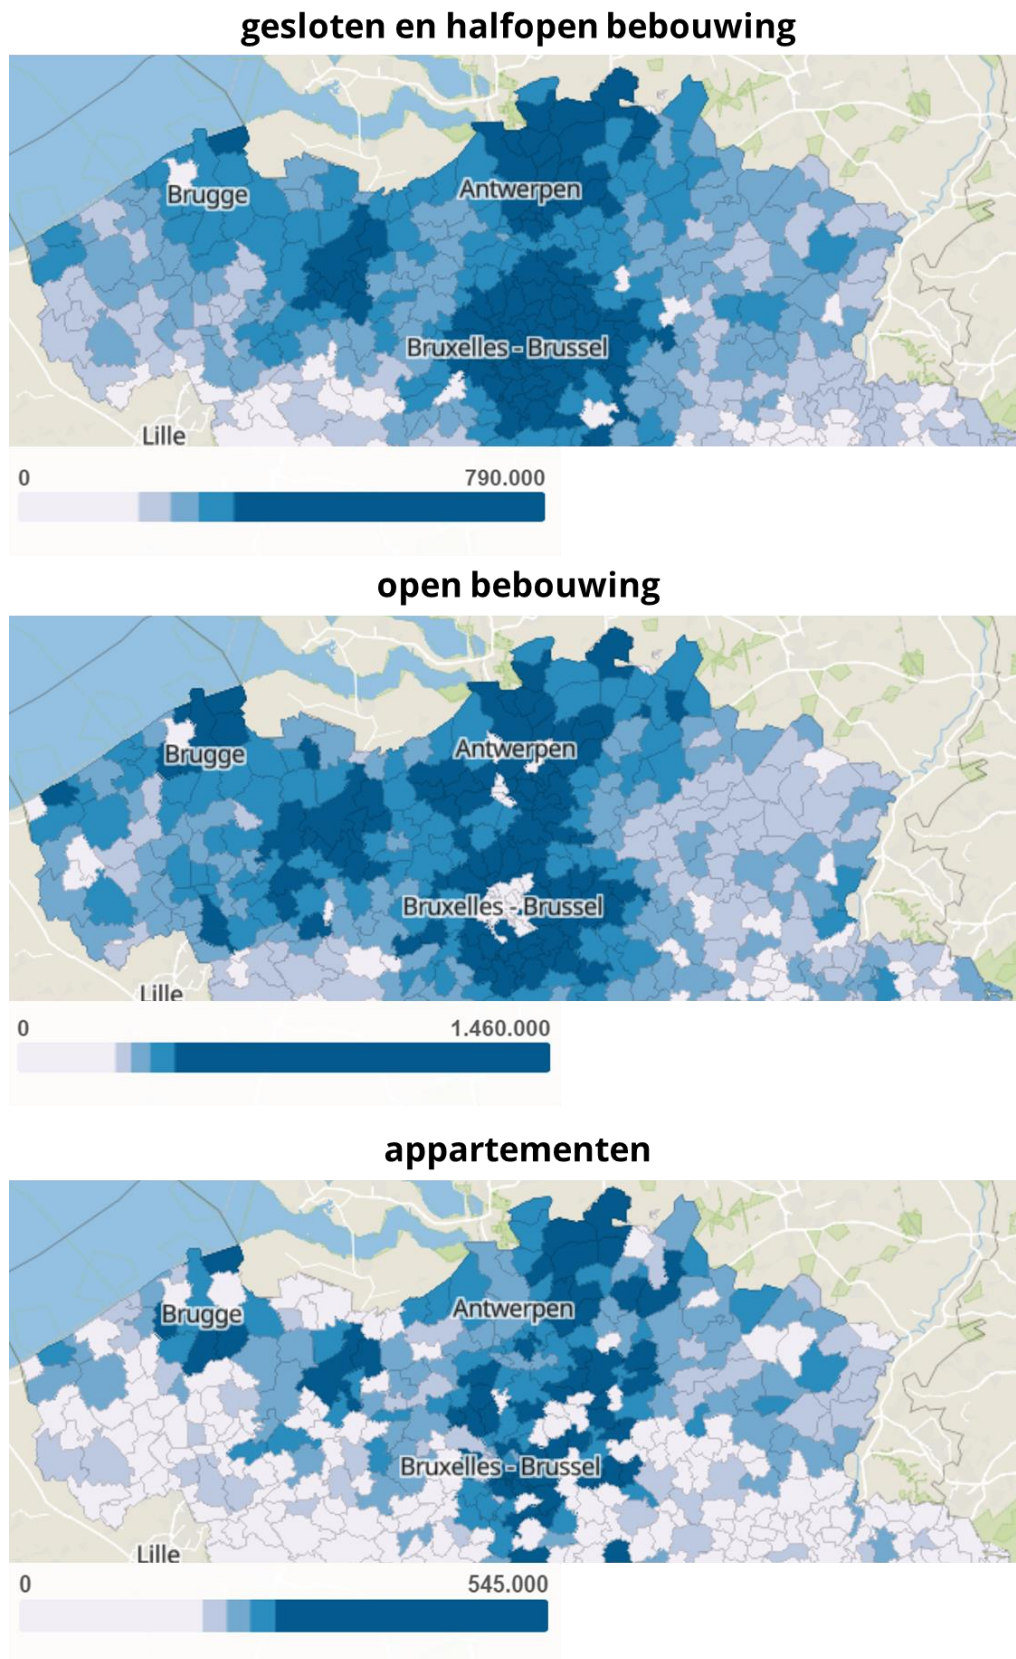 gesloten en halfopen bebouwing
Brugge
Antwerpen
Bruxelles - Brussel
Lille
0 790.000
open bebouwing
Brugge
Antwerpen
Bruxelles - Brussel
Lille
0 1.460.000
appartementen
Brugge
Antwerpen
Bruxelles - Brussel
Lille
0 545.000